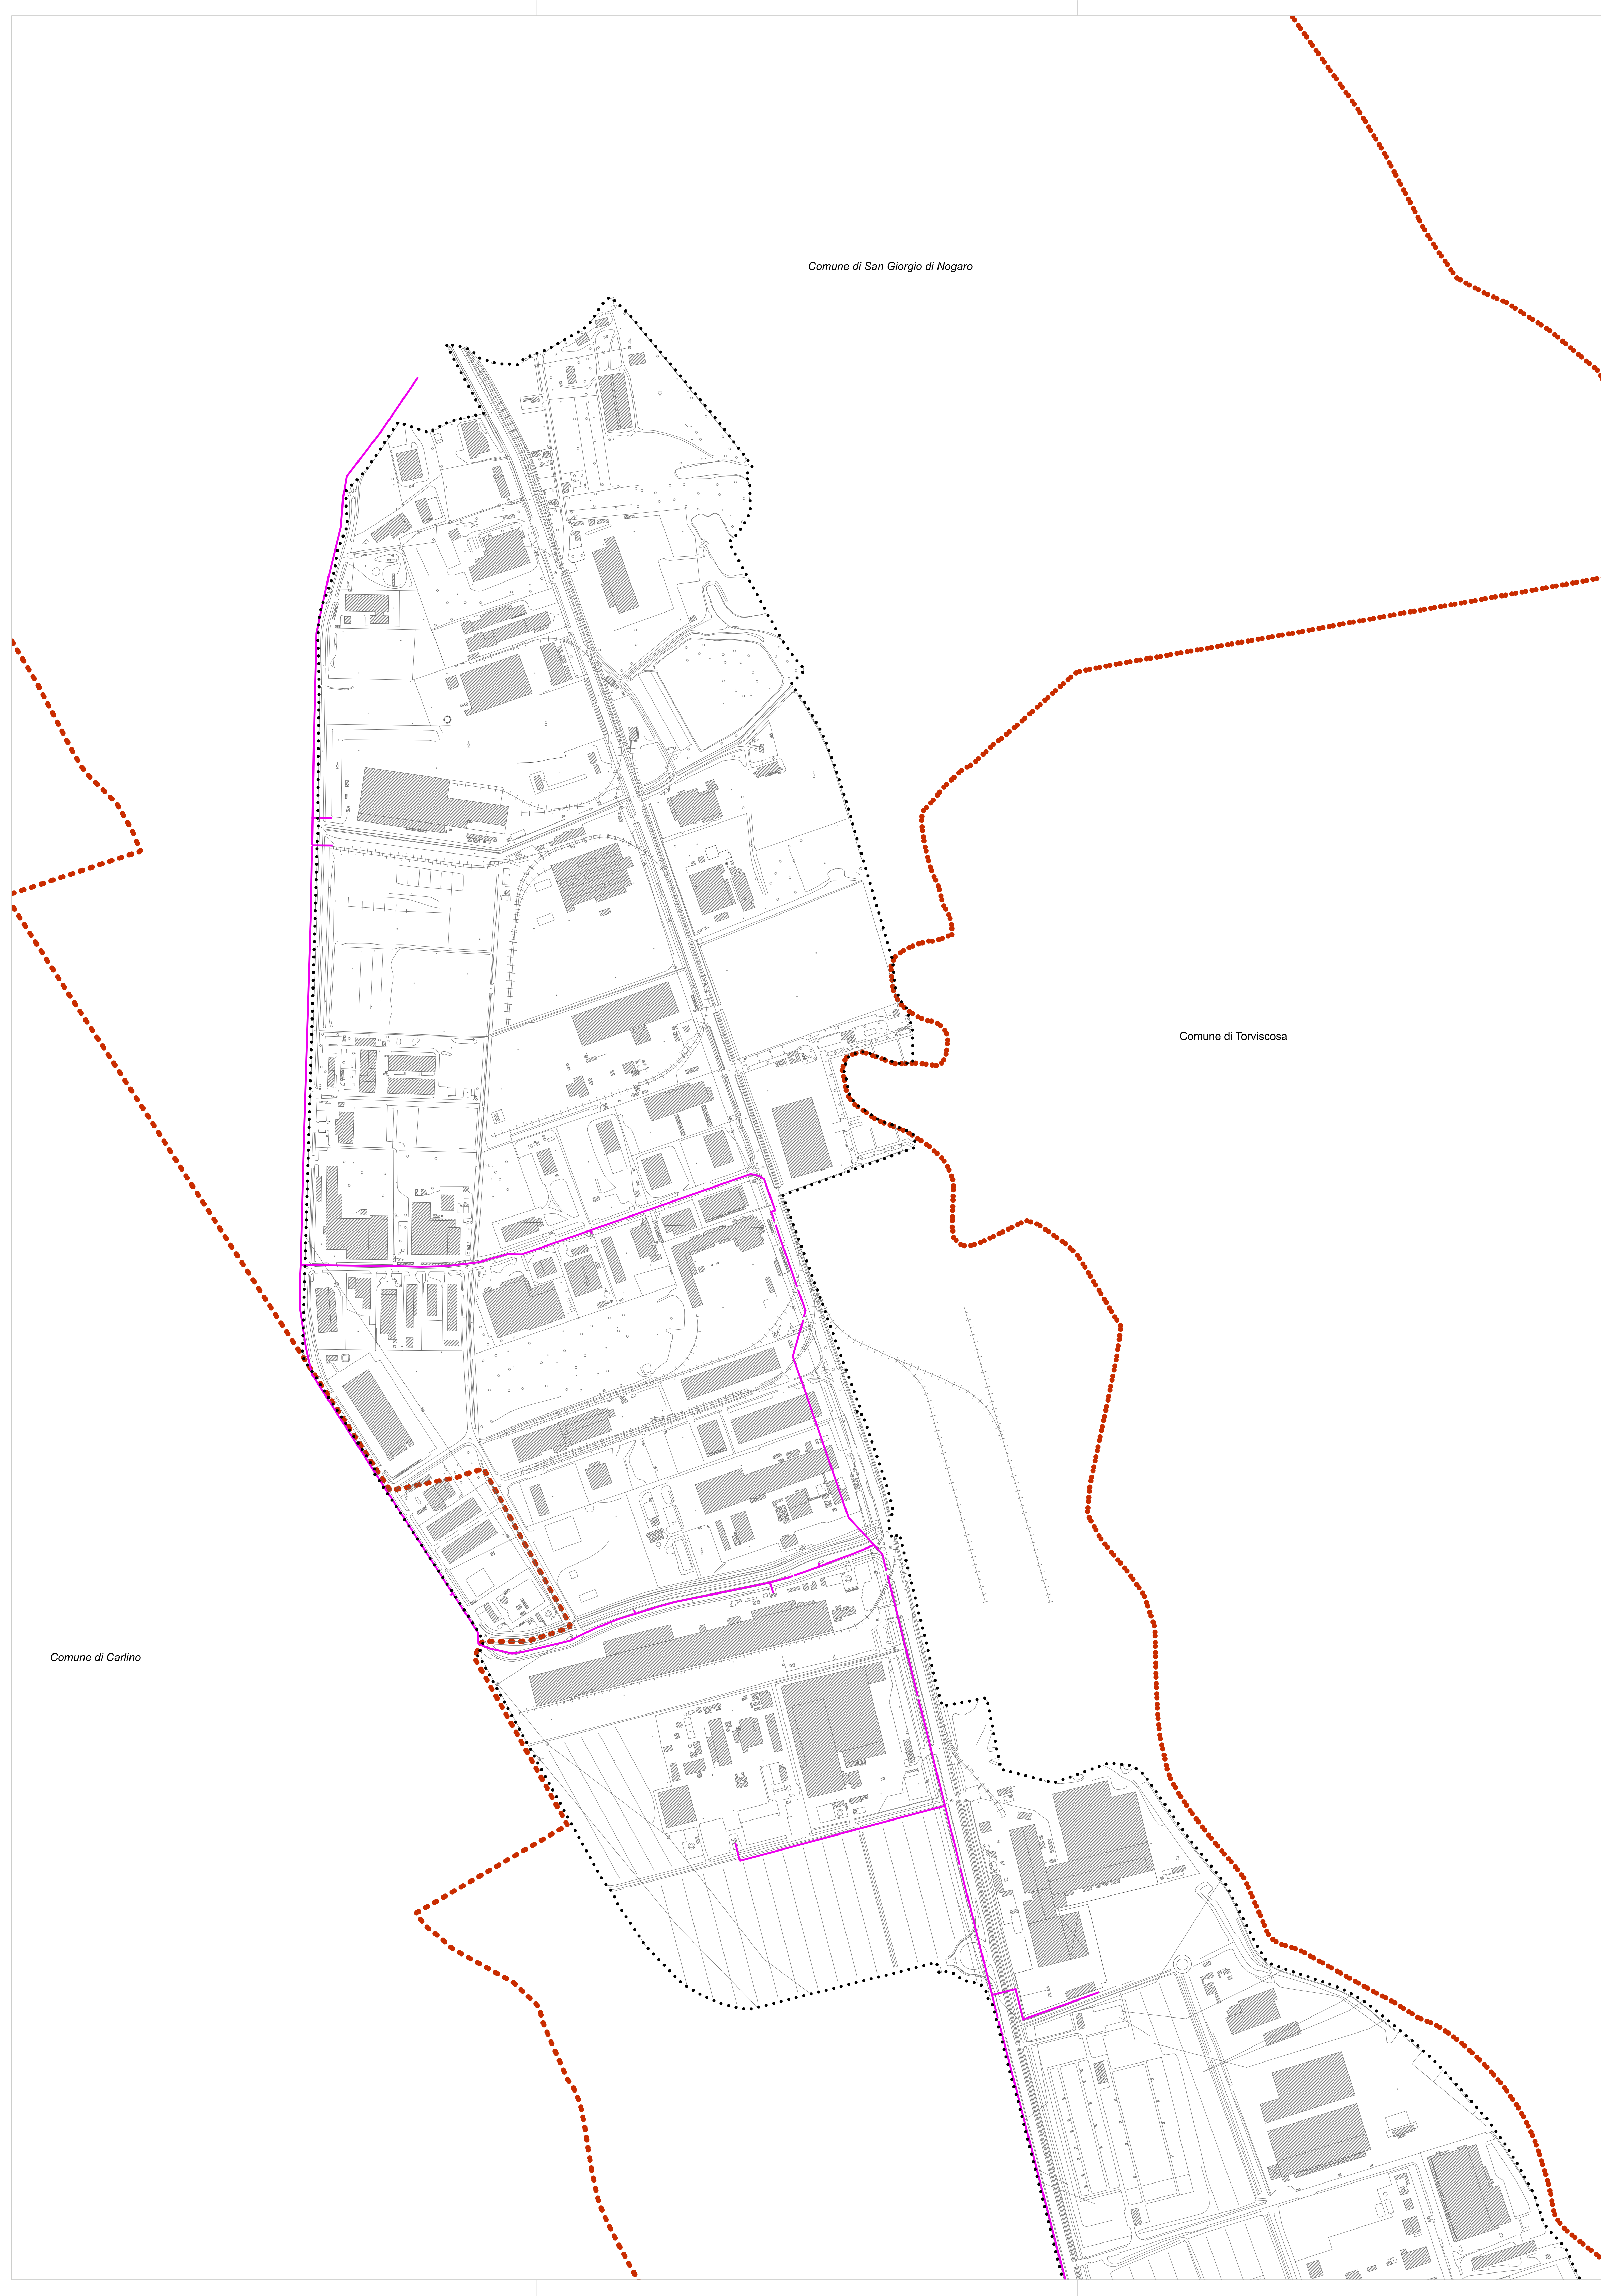 Comune di San Giorgio di Nogaro
Comune di Torviscosa
Comune di Carlino